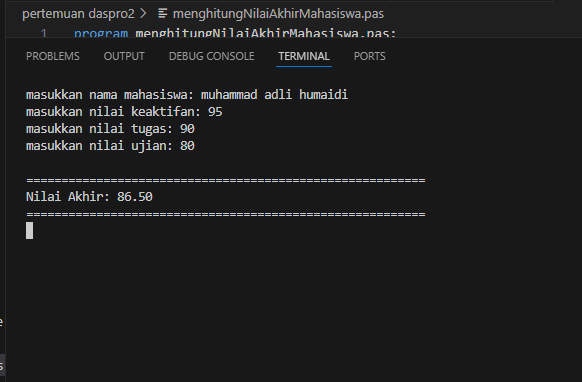 pertemuan daspro2 > menghitungNilaiAkhirMahasiswa.pas
1 program menghitungNilaiAkhirMahasiswa.pas;
PROBLEMS OUTPUT DEBUG CONSOLE TERMINAL PORTS
masukkan nama mahasiswa: muhammad adli humaidi
masukkan nilai keaktifan: 95
masukkan nilai tugas: 90
masukkan nilai ujian: 80
=========================================================
Nilai Akhir: 86.50
=========================================================
e
s